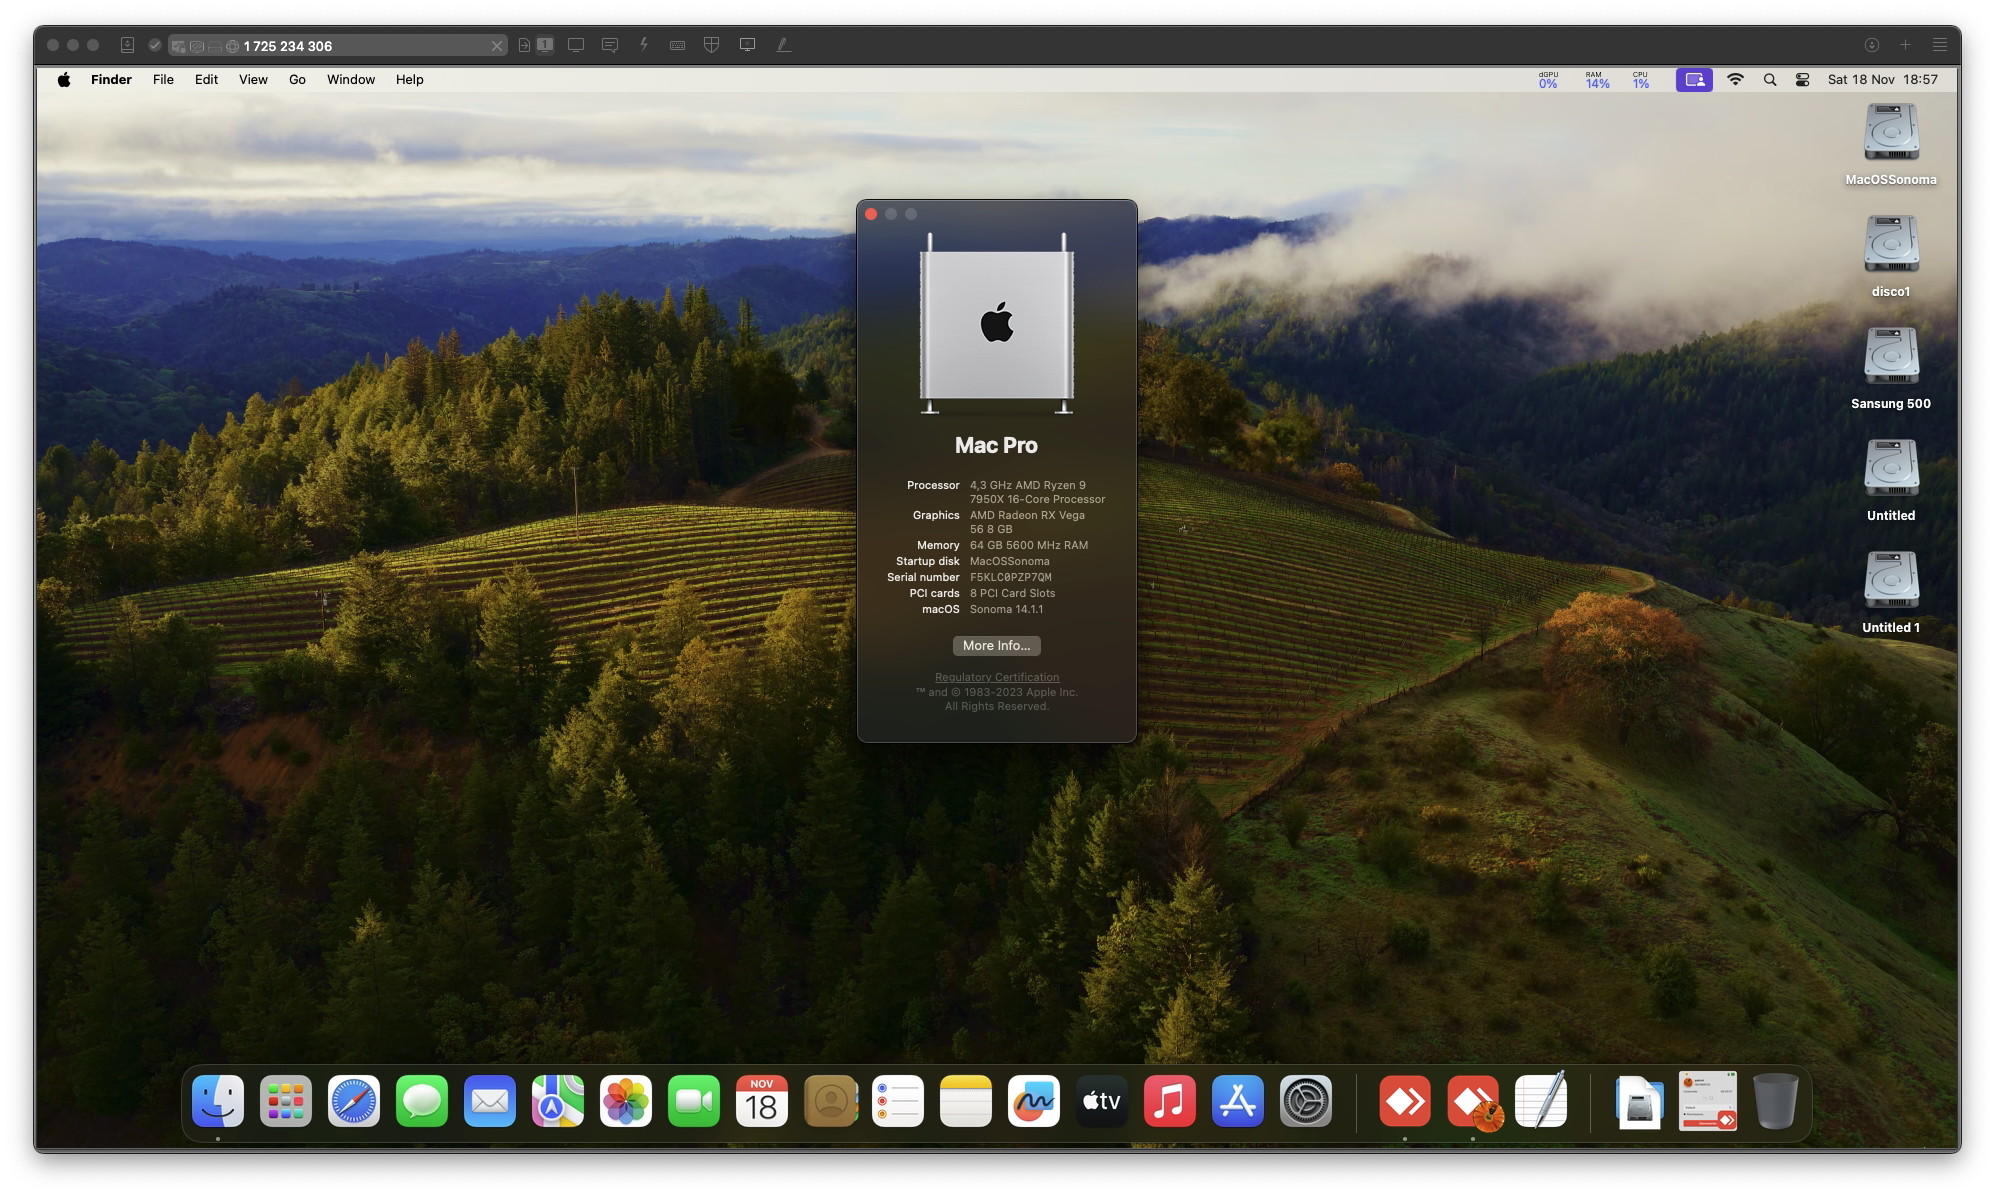 1 725 234 306
1
Finder File Edit View Go Window Help
dGPU 0% RAM 14% CPU 1% Sat 18 Nov 18:57
MacOSSonoma
disco1
Sansung 500
Untitled
Untitled 1
Mac Pro
Processor 4,3 GHz AMD Ryzen 9
7950X 16-Core Processor
Graphics AMD Radeon RX Vega
56 8 GB
Memory 64 GB 5600 MHz RAM
Startup disk MacOSSonoma
Serial number F5KLC0PZP7QM
PCI cards 8 PCI Card Slots
macOS Sonoma 14.1.1
More Info...
Regulatory Certification
™ and © 1983-2023 Apple Inc.
All Rights Reserved.
NOV
18
tv